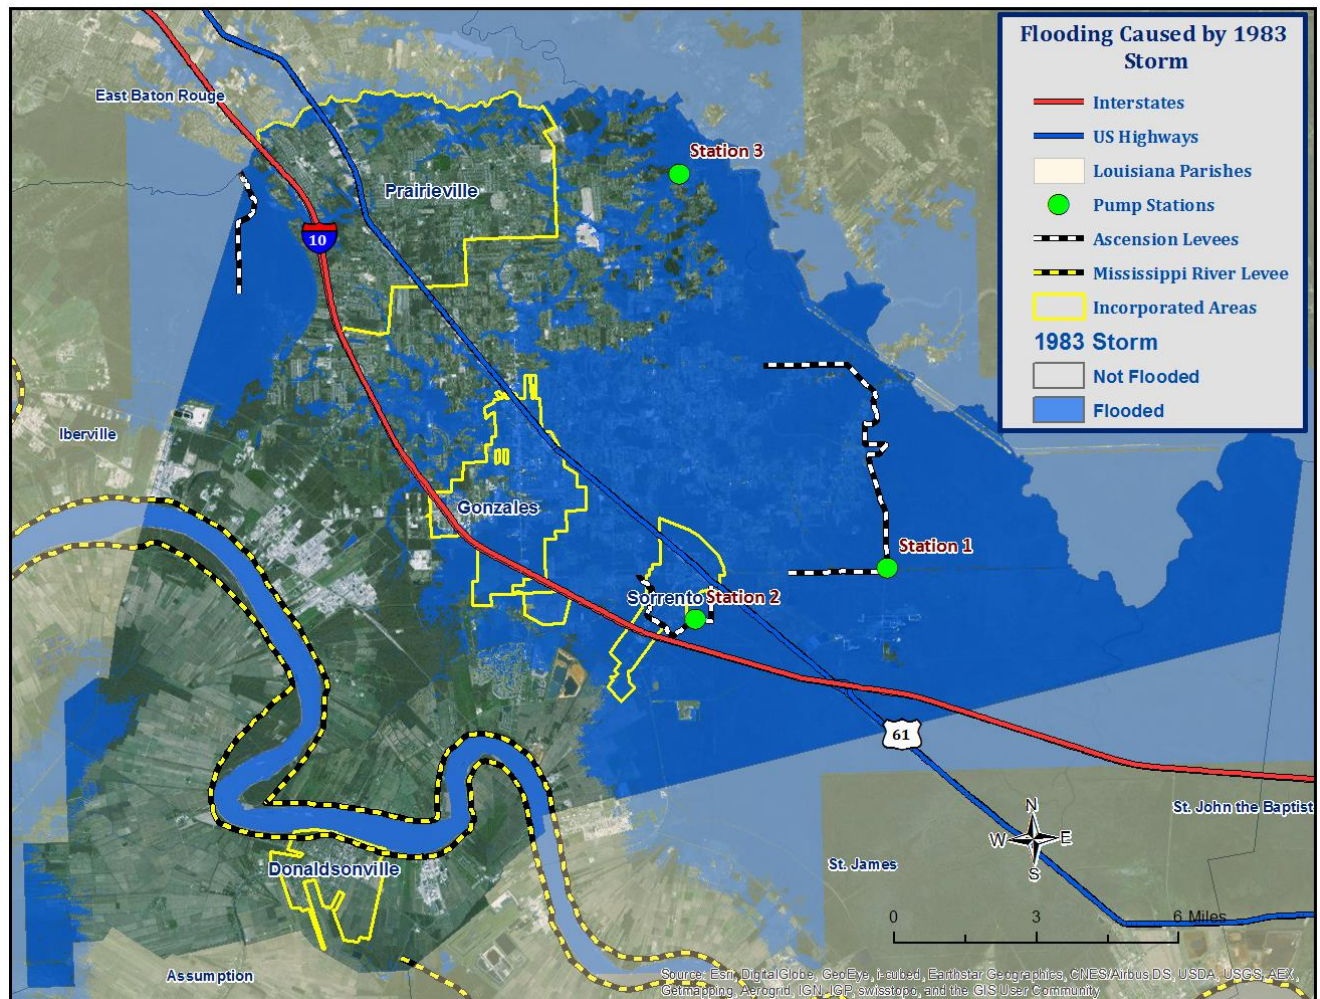 Flooding Caused by 1983
Storm
Interstates
US Highways
Louisiana Parishes
Pump Stations
Ascension Levees
Mississippi River Levee
Incorporated Areas
1983 Storm
Not Flooded
Flooded
East Baton Rouge
Station 3
Prairieville
10
Iberville
Gonzales
Station 1
Sorrento
Station 2
61
N
W
E
S
St. John the Baptist
St. James
Donaldsonville
0
3
6 Miles
Assumption
Source: Esri, DigitalGlobe, GeoEye, i-cubed, Earthstar Geographics, CNES/Airbus DS, USDA, USGS, AEX,
Getmapping, Aerogrid, IGN, IGP, swisstopo, and the GIS User Community